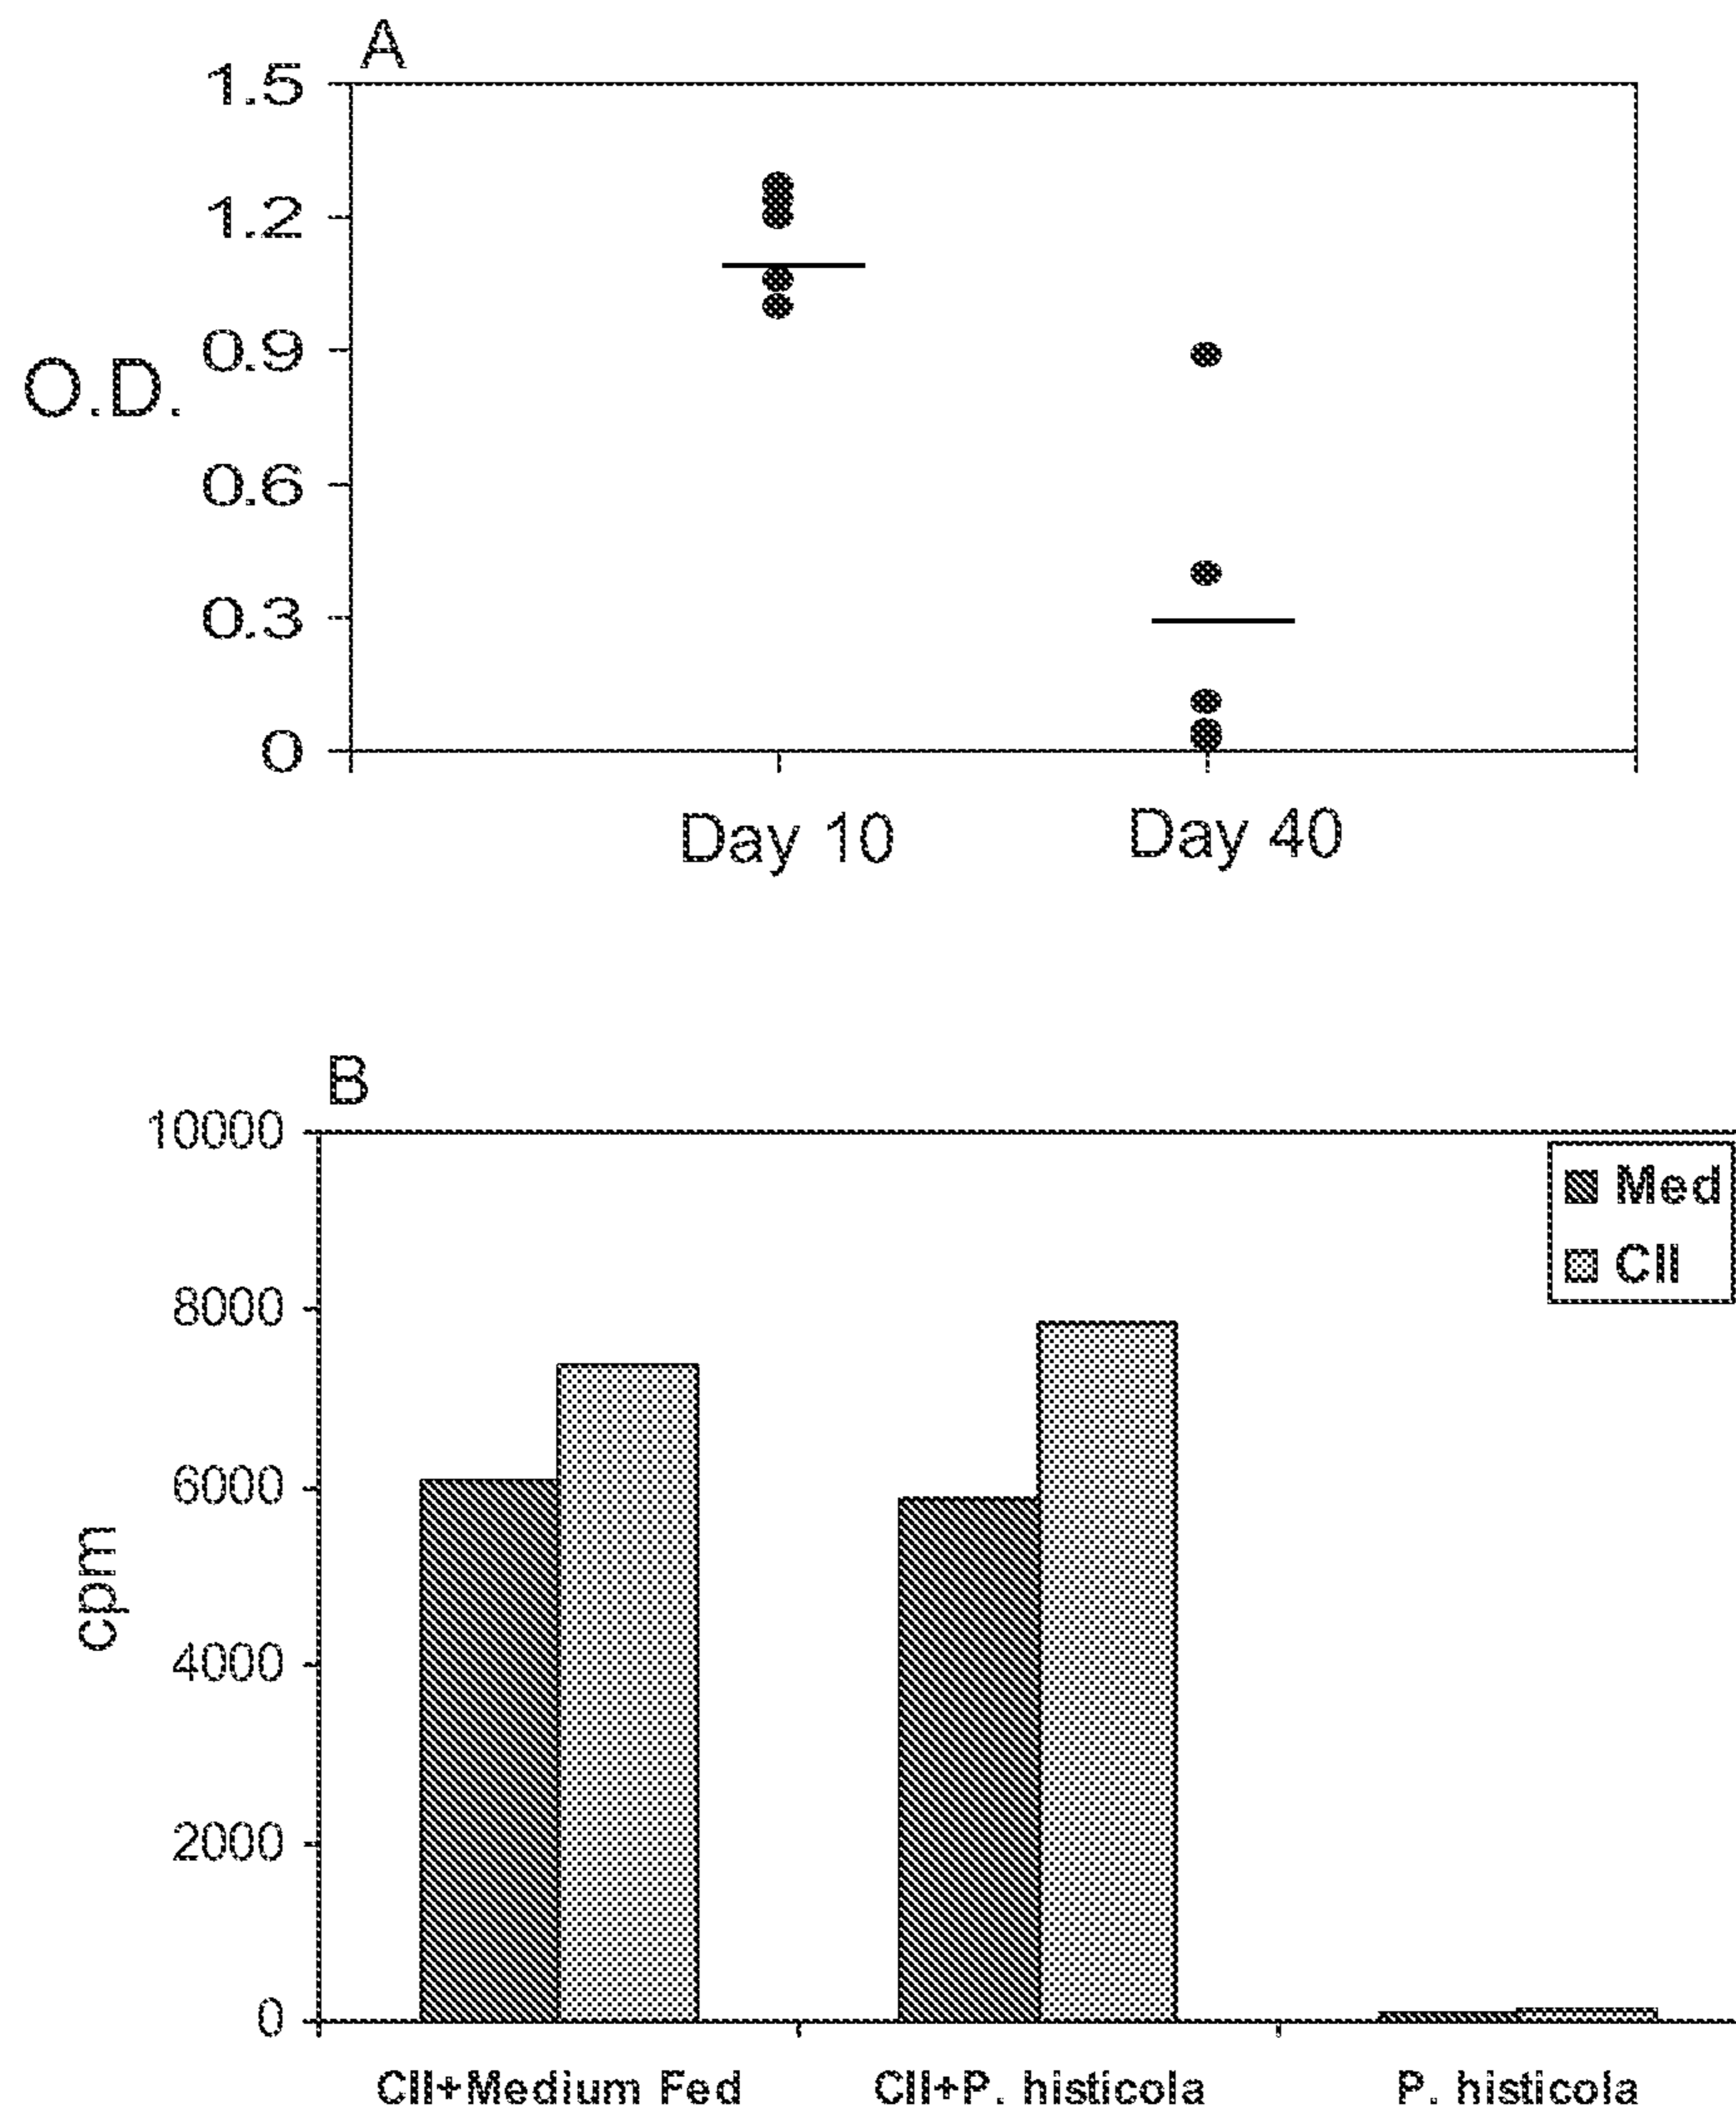 A
1.5
1.2
0.9
O.D.
0.6
0.3
0
Day 10 Day 40
B
10000
Med
CII
8000
6000
cpm
4000
2000
0
CII+Medium Fed CII+P. histicola P. histicola